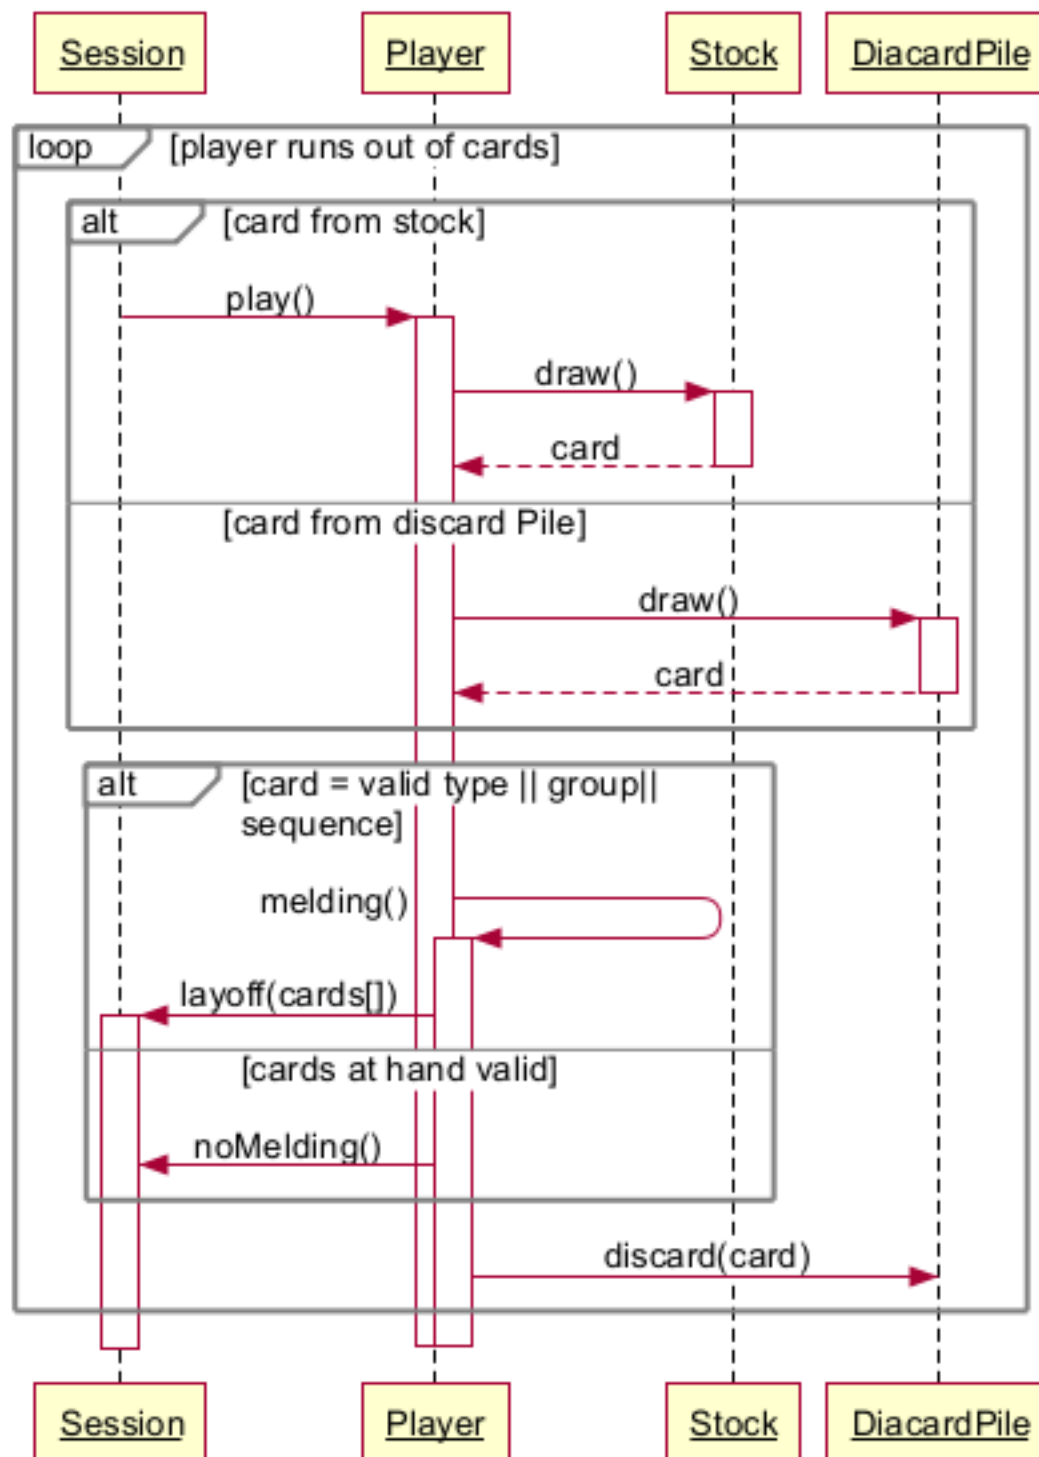 Session Player Stock DiacardPile
loop [player runs out of cards]
alt [card from stock]
play()
draw()
card
[card from discard Pile]
draw()
card
alt [card = valid type || group||
sequence]
melding()
layoff(cards[])
[cards at hand valid]
noMelding()
discard(card)
Session Player Stock DiacardPile